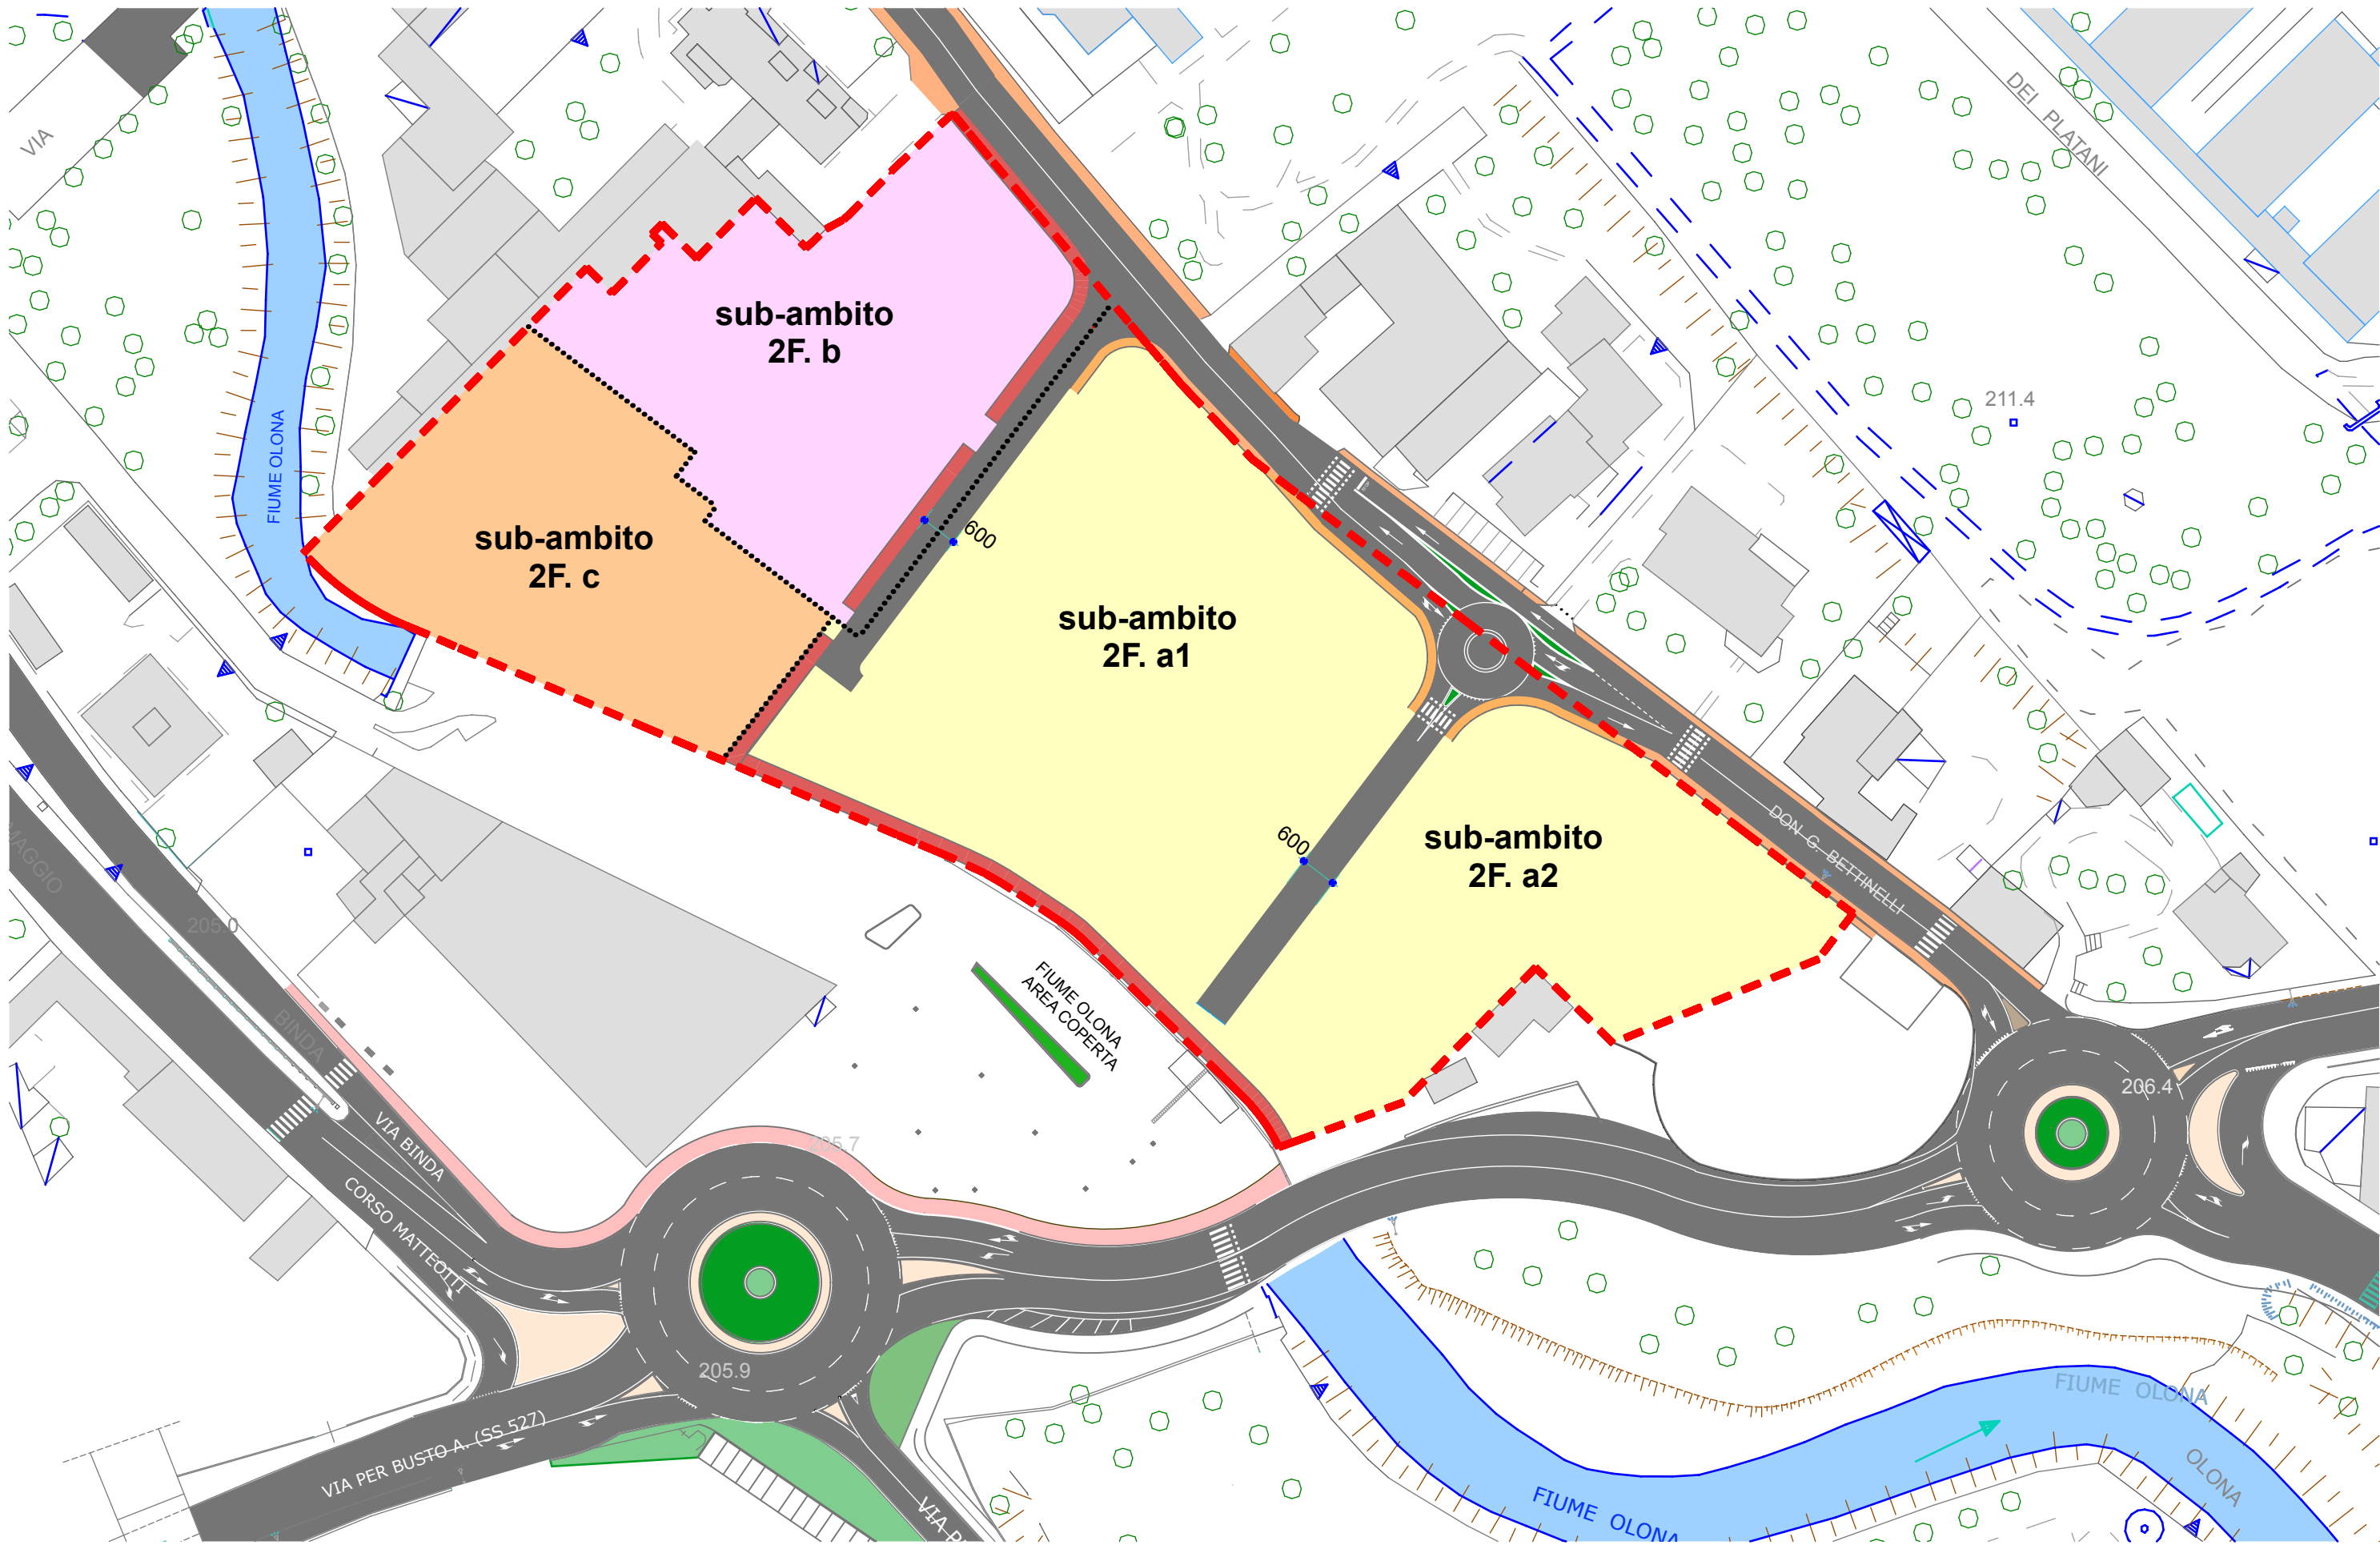 VIA
DEI PLATANI
sub-ambito
2F. b
211.4
FIUME OLONA
sub-ambito
2F. c
600
sub-ambito
2F. a1
DON G. BETTINELLI
600
sub-ambito
2F. a2
MAGGIO
205.0
FIUME OLONA
AREA COPERTA
BINDA
VIA BINDA
205.7
206.4
CORSO MATTEOTTI
205.9
VIA PER BUSTO A. (SS 527)
FIUME OLONA
OLONA
FIUME OLONA